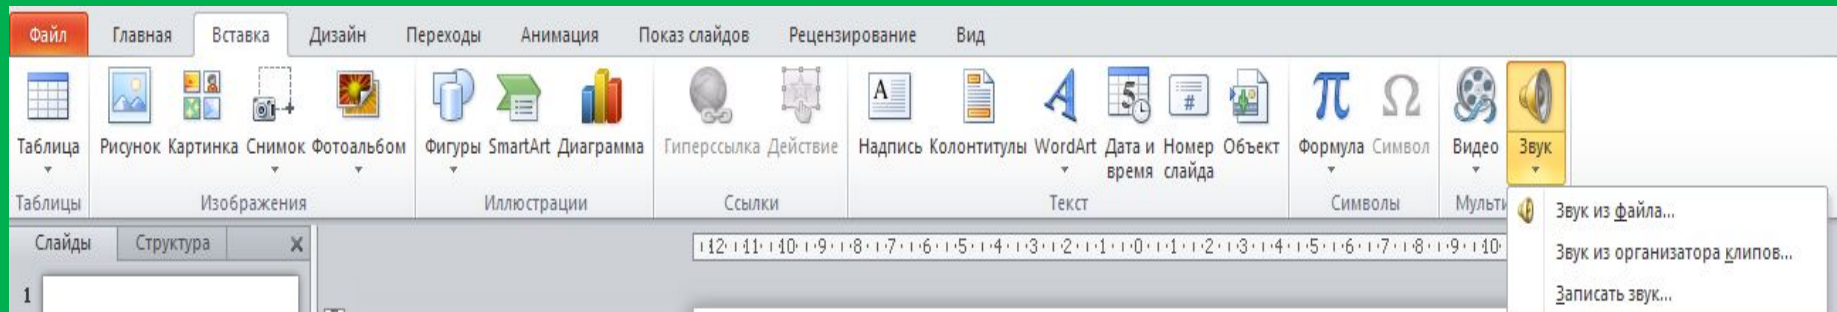 Файл Главная Вставка Дизайн Переходы Анимация Показ слайдов Рецензирование Вид
Таблица Рисунок Картинка Снимок Фотоальбом Фигуры SmartArt Диаграмма Гиперссылка Действие Надпись Колонтитулы WordArt Дата и время Номер слайда Объект Формула Символ Видео Звук
Таблицы Изображения Иллюстрации Ссылки Текст Символы Мульти
Звук из файла...
Звук из организатора клипов...
Записать звук...
Слайды Структура
12 11 10 9 8 7 6 5 4 3 2 1 0 1 2 3 4 5 6 7 8 9 10
1